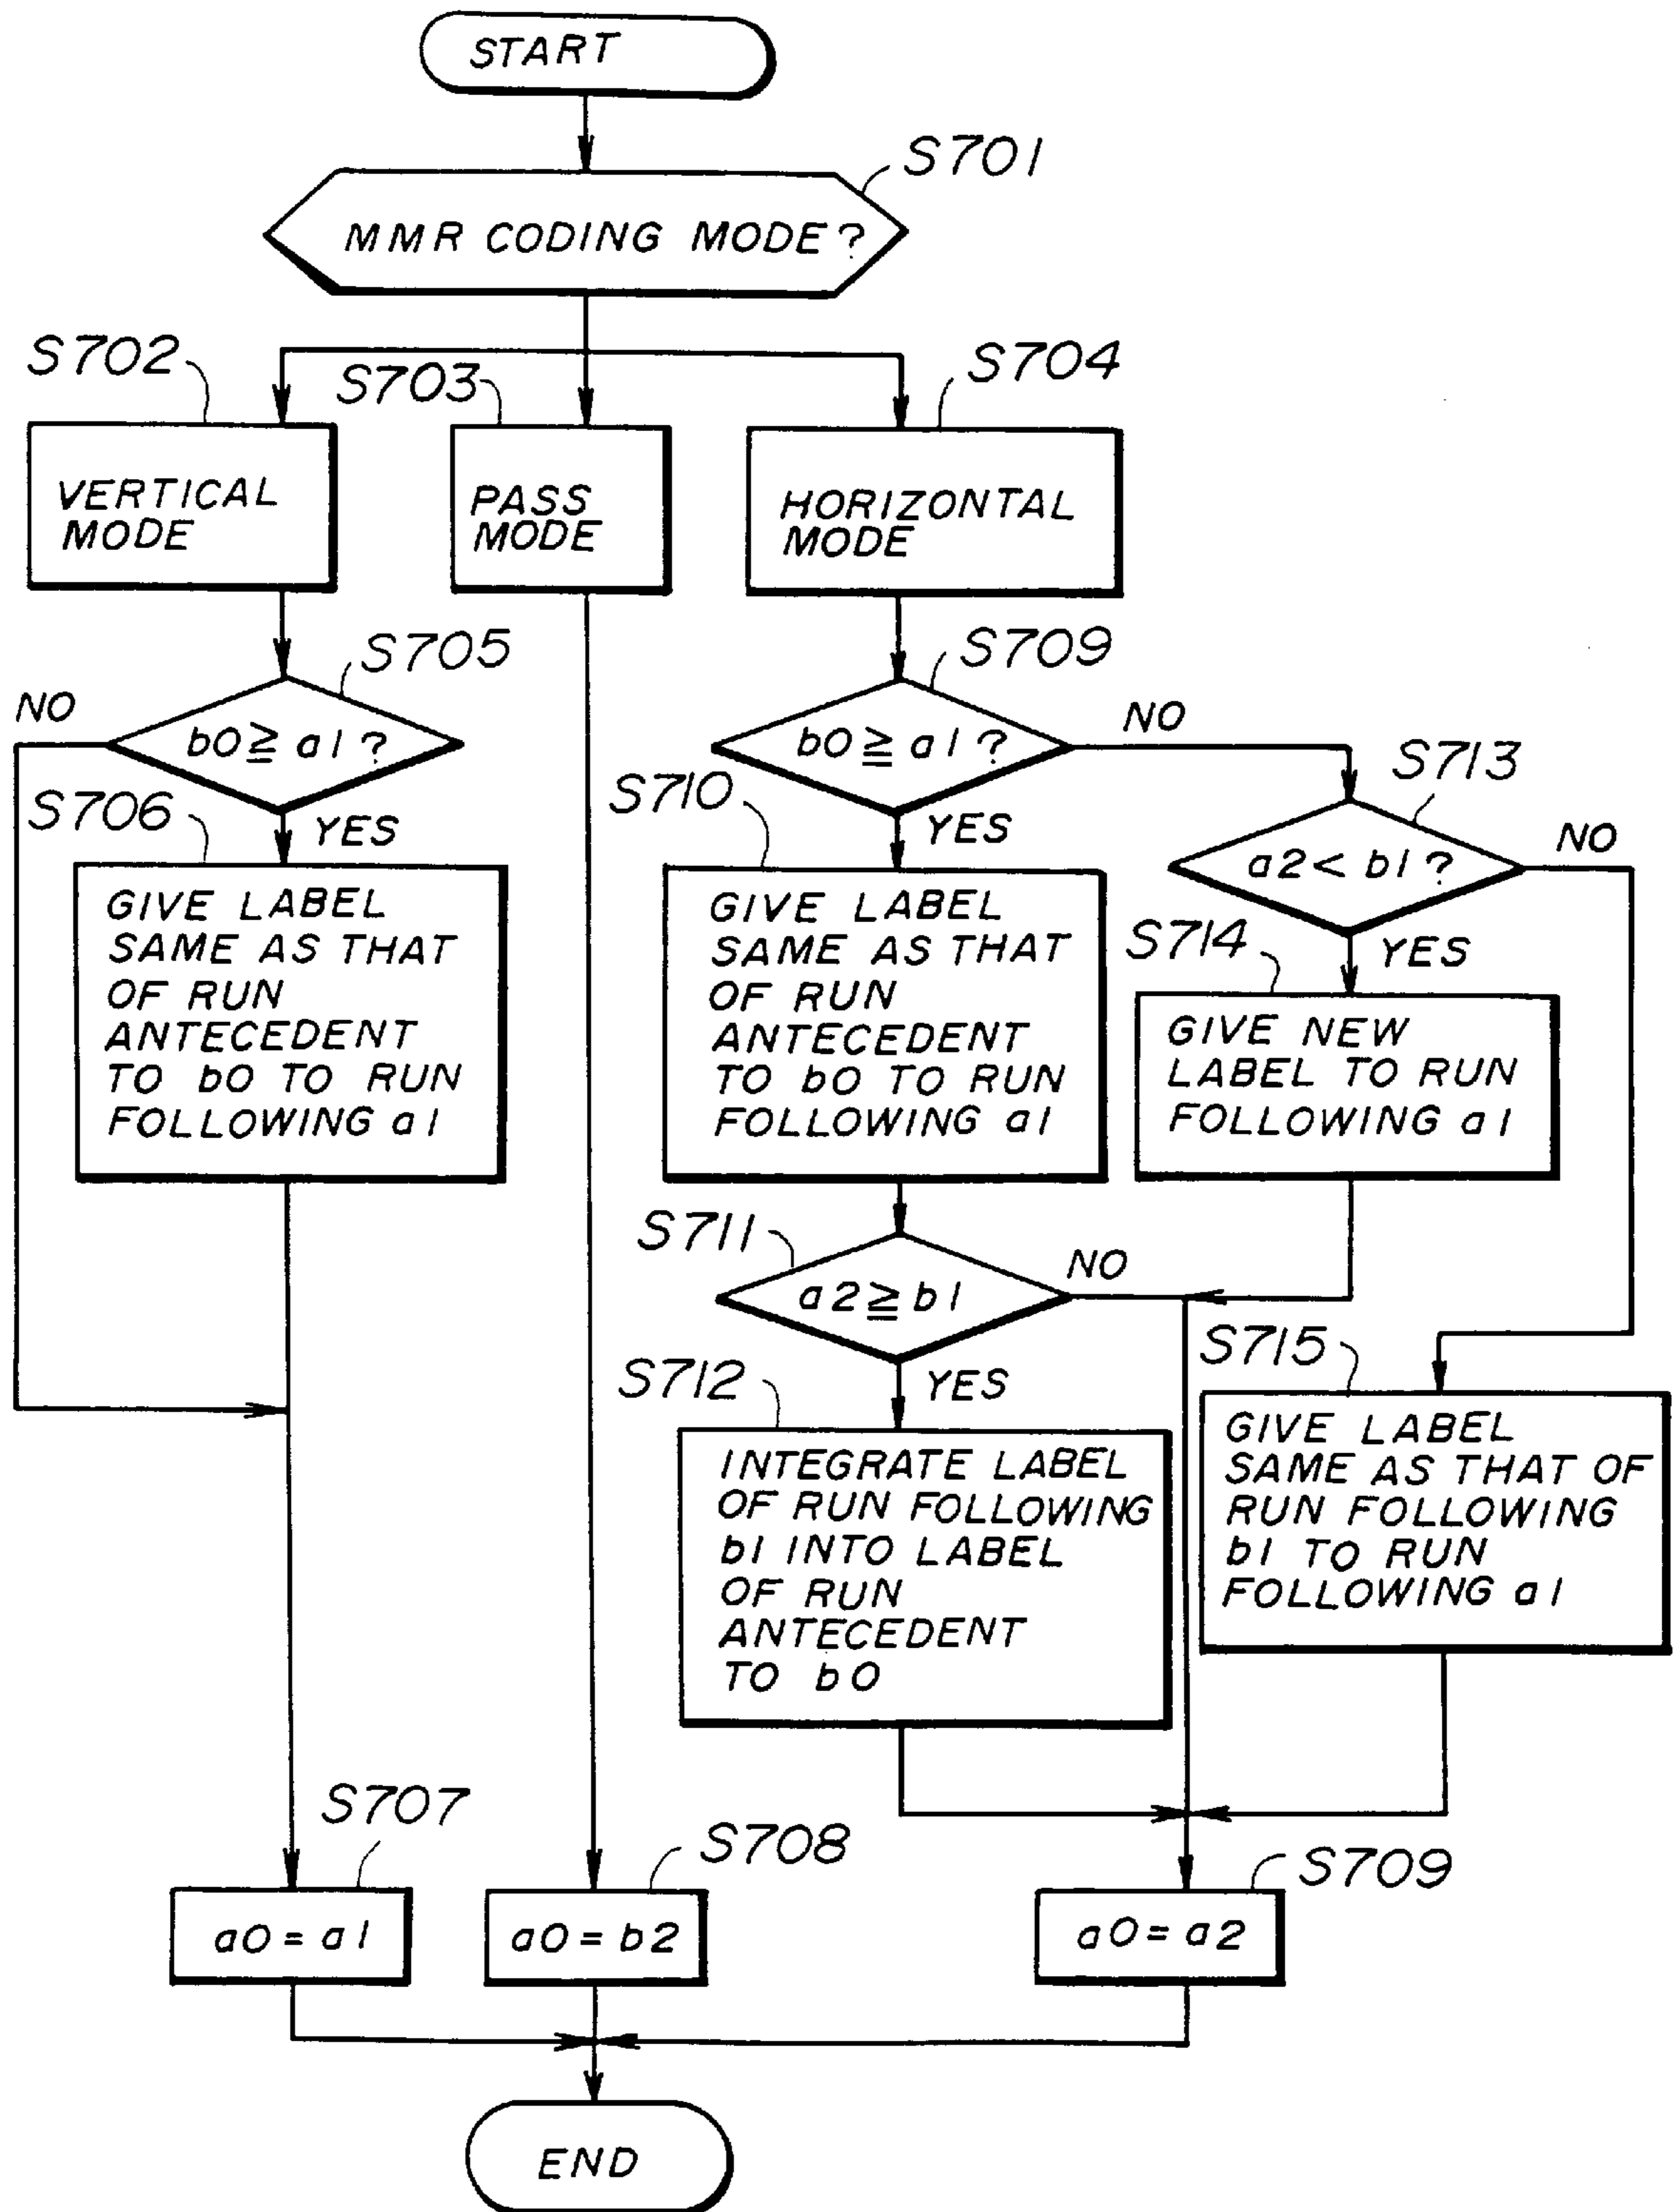 START
S701
MMR CODING MODE?
S702
S703
S704
VERTICAL
MODE
PASS
MODE
HORIZONTAL
MODE
S705
NO
b0 ≧ a1?
S709
b0 ≧ a1?
NO
S713
a2 < b1?
NO
S706
YES
GIVE LABEL
SAME AS THAT
OF RUN
ANTECEDENT
TO b0 TO RUN
FOLLOWING a1
S710
YES
GIVE LABEL
SAME AS THAT
OF RUN
ANTECEDENT
TO b0 TO RUN
FOLLOWING a1
S714
YES
GIVE NEW
LABEL TO RUN
FOLLOWING a1
S711
a2 ≧ b1
NO
S712
YES
INTEGRATE LABEL
OF RUN FOLLOWING
b1 INTO LABEL
OF RUN
ANTECEDENT
TO b0
S715
GIVE LABEL
SAME AS THAT OF
RUN FOLLOWING
b1 TO RUN
FOLLOWING a1
S707
a0 = a1
S708
a0 = b2
S709
a0 = a2
END